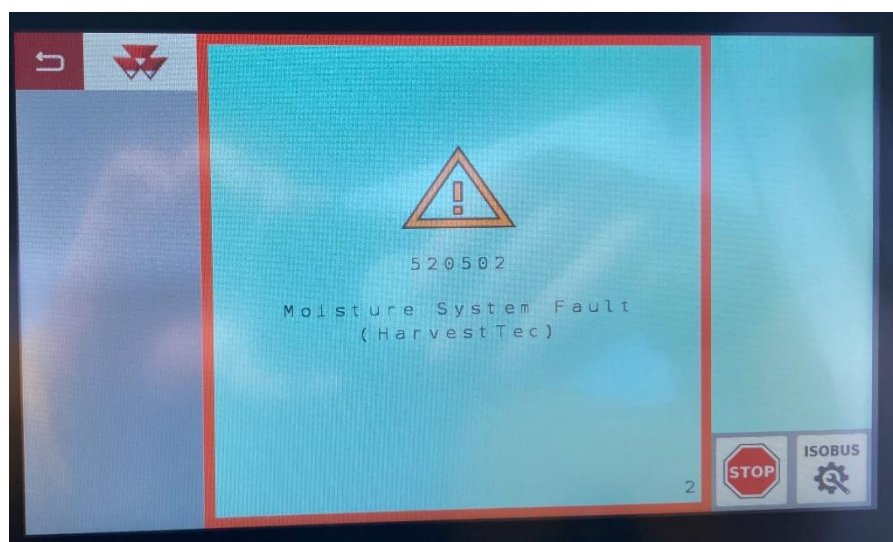 520502
Moisture System Fault
(HarvestTec)
2
STOP
ISOBUS